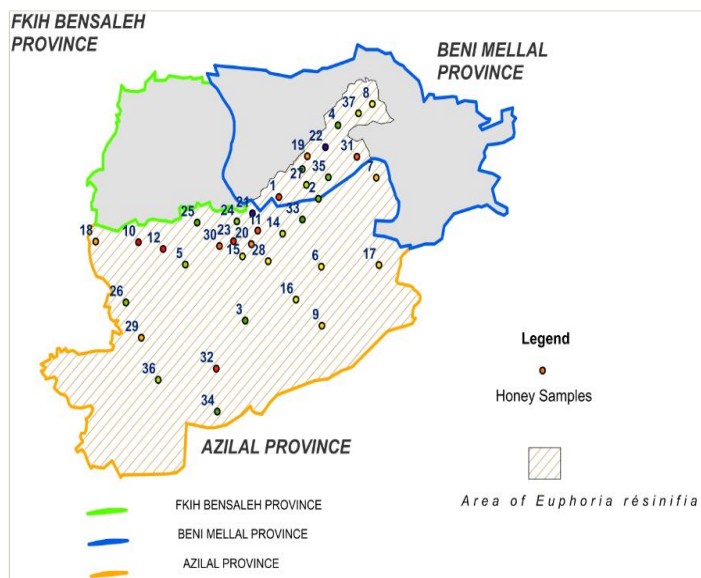 FKIH BENSALEH
PROVINCE
BENI MELLAL
PROVINCE
37 8
4
22
19
31
27 35
7
1
2
21
25 24
33
11
14
18
10
12
30 23 20
28
15
5
6
17
26
16
3
9
29
32
36
34
Legend
Honey Samples
AZILAL PROVINCE
Area of Euphoria résinifia
FKIH BENSALEH PROVINCE
BENI MELLAL PROVINCE
AZILAL PROVINCE